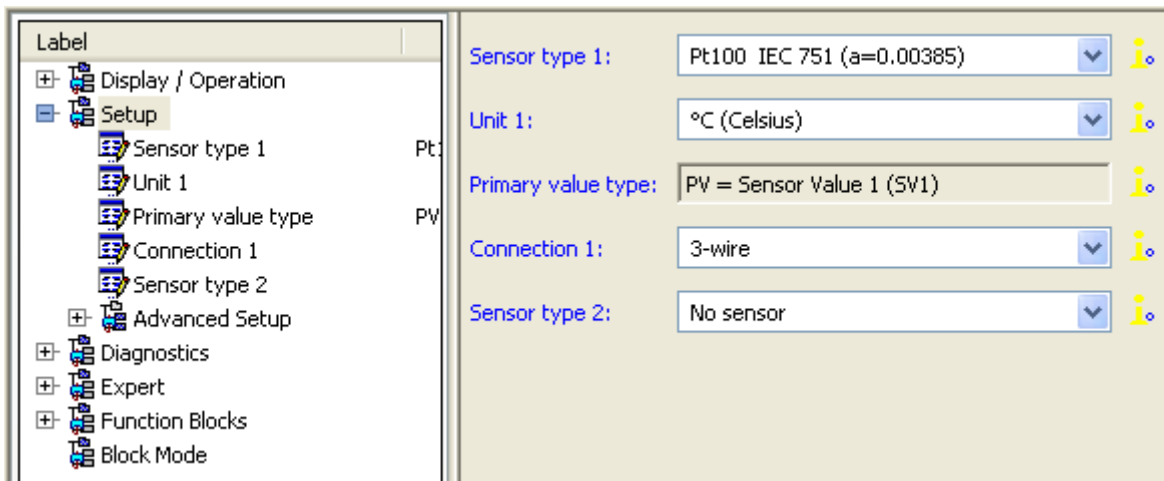 Label
Display / Operation
Setup
Sensor type 1 Pt1
Unit 1
Primary value type PV
Connection 1
Sensor type 2
Advanced Setup
Diagnostics
Expert
Function Blocks
Block Mode
Sensor type 1: Pt100 IEC 751 (a=0.00385)
Unit 1: °C (Celsius)
Primary value type: PV = Sensor Value 1 (SV1)
Connection 1: 3-wire
Sensor type 2: No sensor